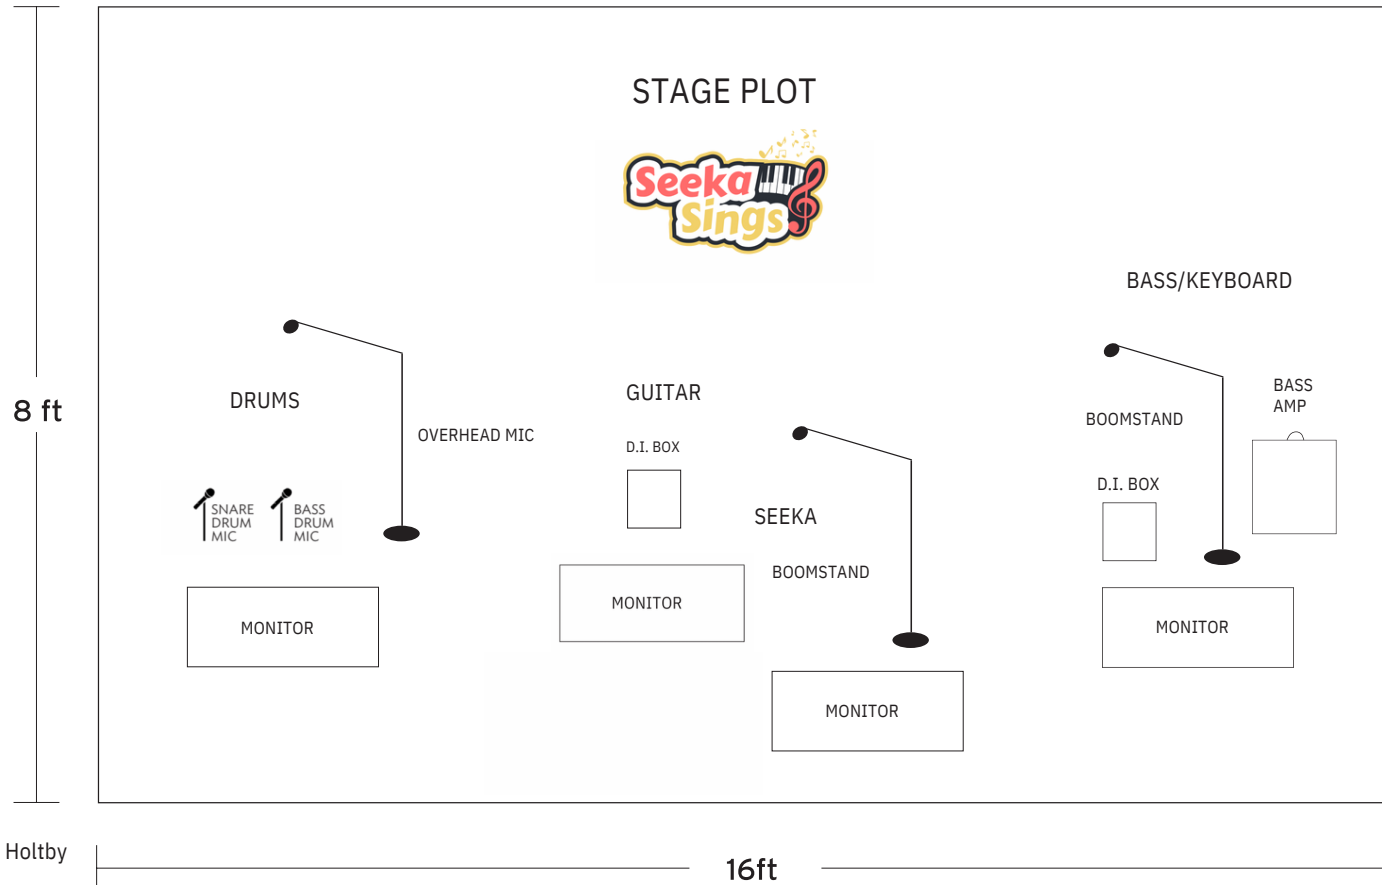 STAGE PLOT
Seeka
Sings
BASS/KEYBOARD
8 ft
DRUMS
GUITAR
BASS
AMP
OVERHEAD MIC
D.I. BOX
BOOMSTAND
D.I. BOX
SNARE
DRUM
MIC
BASS
DRUM
MIC
SEEKA
BOOMSTAND
MONITOR
MONITOR
MONITOR
MONITOR
Holtby
16ft